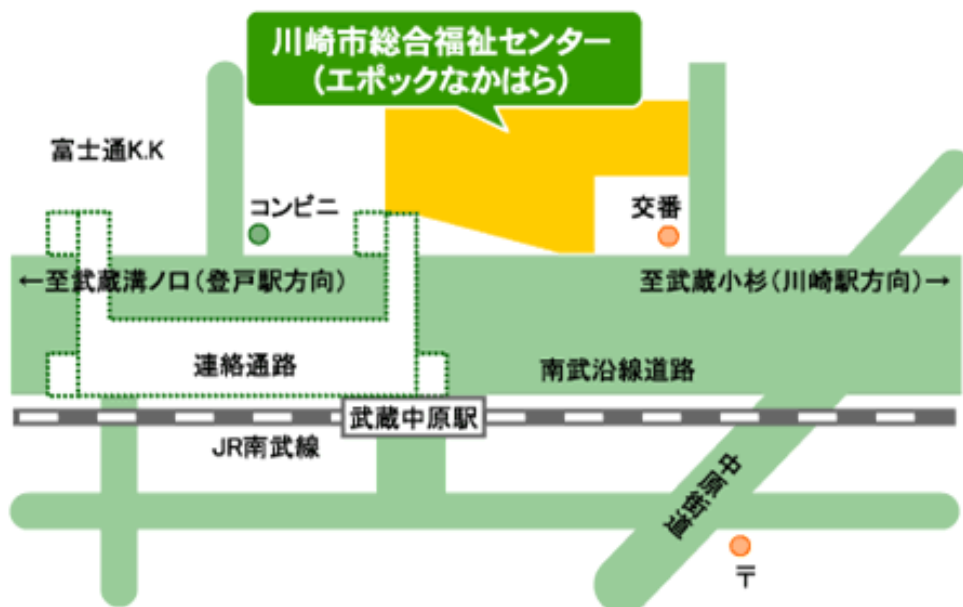 川崎市総合福祉センター
（エポックなかはら）
富士通K.K
コンビニ
交番
←至武蔵溝ノ口（登戸駅方向）
至武蔵小杉（川崎駅方向）→
連絡通路
南武沿線道路
武蔵中原駅
JR南武線
中原街道
〒